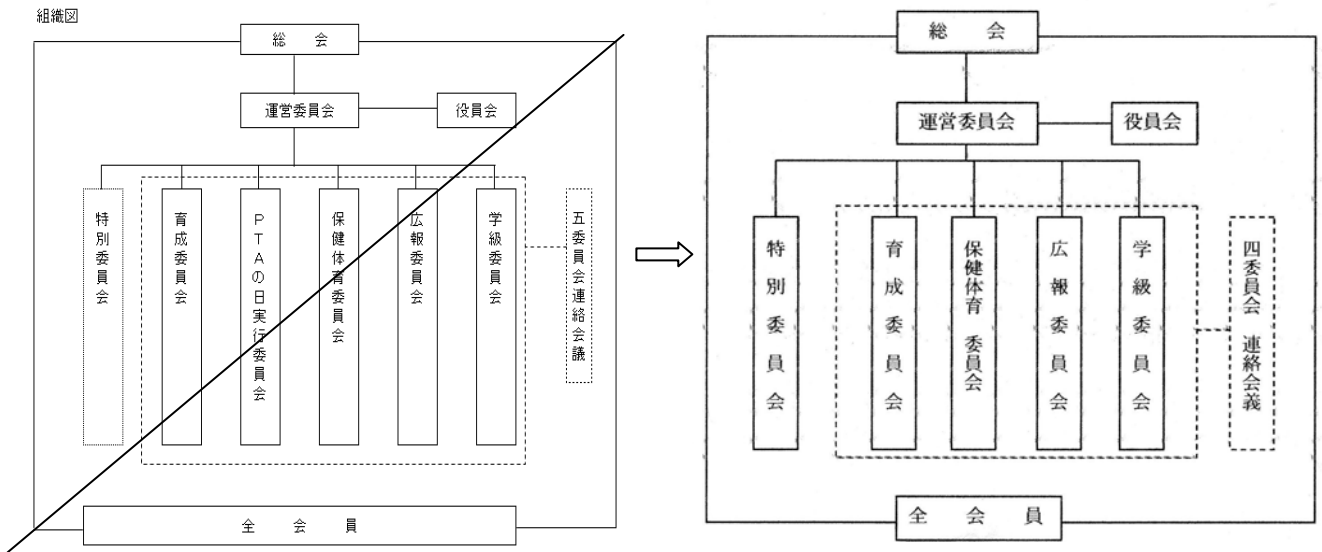 組織図
総 会
運営委員会
役員会
特別委員会
育成委員会
PTAの日実行委員会
保健体育委員会
広報委員会
学級委員会
五委員会連絡会議
全 会 員
総 会
運営委員会
役員会
特別委員会
育成委員会
保健体育 委員会
広報委員会
学級委員会
四委員会 連絡会義
全 会 員